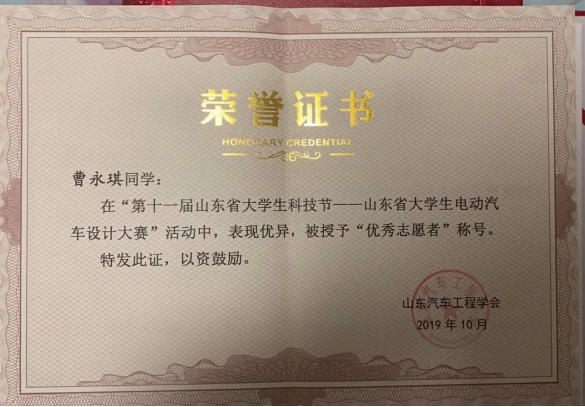 荣誉证书
HONORARY CREDENTIAL
曹永琪同学：
在“第十一届山东省大学生科技节——山东省大学生电动汽
车设计大赛”活动中，表现优异，被授予“优秀志愿者”称号。
特发此证，以资鼓励。
山东汽车工程学会
2019年10月